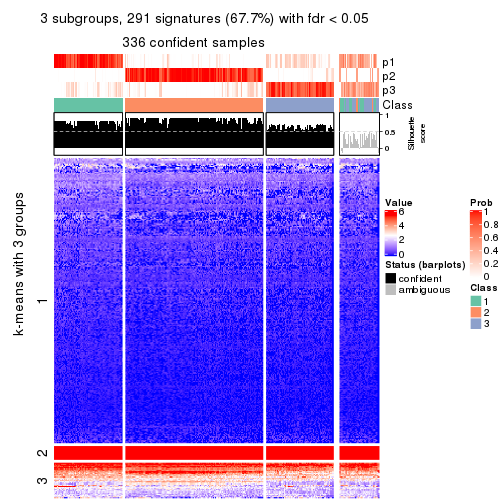 3 subgroups, 291 signatures (67.7%) with fdr < 0.05
336 confident samples
p1
p2
p3
Class
1
0.5
0
Silhouette
score
k-means with 3 groups
1
2
3
Value
6
4
2
0
Status (barplots)
confident
ambiguous
Prob
1
0.8
0.6
0.4
0.2
0
Class
1
2
3